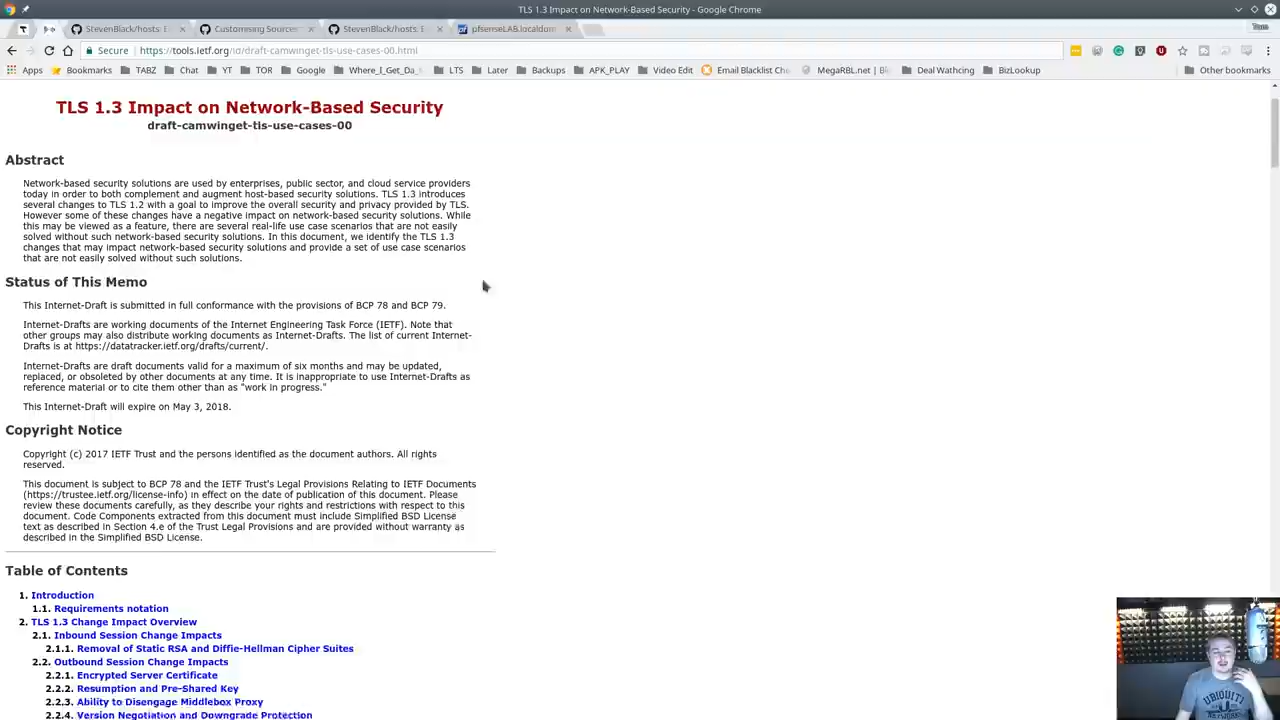 TLS 1.3 Impact on Network-Based Security - Google Chrome
StevenBlack/hosts: E
Customising Sources
StevenBlack/hosts: E
pfsenseLAB.localdom
Secure https://tools.ietf.org/id/draft-camwinget-tls-use-cases-00.html
Apps Bookmarks TABZ Chat YT TOR Google Where_I_Get_Da_ LTS Later Backups APK_PLAY Video Edit Email Blacklist Che MegaRBL.net | Bl Deal Wathcing BizLookup Other bookmarks
TLS 1.3 Impact on Network-Based Security
draft-camwinget-tls-use-cases-00
Abstract
Network-based security solutions are used by enterprises, public sector, and cloud service providers
today in order to both complement and augment host-based security solutions. TLS 1.3 introduces
several changes to TLS 1.2 with a goal to improve the overall security and privacy provided by TLS.
However some of these changes have a negative impact on network-based security solutions. While
this may be viewed as a feature, there are several real-life use case scenarios that are not easily
solved without such network-based security solutions. In this document, we identify the TLS 1.3
changes that may impact network-based security solutions and provide a set of use case scenarios
that are not easily solved without such solutions.
Status of This Memo
This Internet-Draft is submitted in full conformance with the provisions of BCP 78 and BCP 79.
Internet-Drafts are working documents of the Internet Engineering Task Force (IETF). Note that
other groups may also distribute working documents as Internet-Drafts. The list of current Internet-
Drafts is at https://datatracker.ietf.org/drafts/current/.
Internet-Drafts are draft documents valid for a maximum of six months and may be updated,
replaced, or obsoleted by other documents at any time. It is inappropriate to use Internet-Drafts as
reference material or to cite them other than as "work in progress."
This Internet-Draft will expire on May 3, 2018.
Copyright Notice
Copyright (c) 2017 IETF Trust and the persons identified as the document authors. All rights
reserved.
This document is subject to BCP 78 and the IETF Trust's Legal Provisions Relating to IETF Documents
(https://trustee.ietf.org/license-info) in effect on the date of publication of this document. Please
review these documents carefully, as they describe your rights and restrictions with respect to this
document. Code Components extracted from this document must include Simplified BSD License
text as described in Section 4.e of the Trust Legal Provisions and are provided without warranty as
described in the Simplified BSD License.
Table of Contents
1. Introduction
1.1. Requirements notation
2. TLS 1.3 Change Impact Overview
2.1. Inbound Session Change Impacts
2.1.1. Removal of Static RSA and Diffie-Hellman Cipher Suites
2.2. Outbound Session Change Impacts
2.2.1. Encrypted Server Certificate
2.2.2. Resumption and Pre-Shared Key
2.2.3. Ability to Disengage Middlebox Proxy
2.2.4. Version Negotiation and Downgrade Protection
UBIQUITI